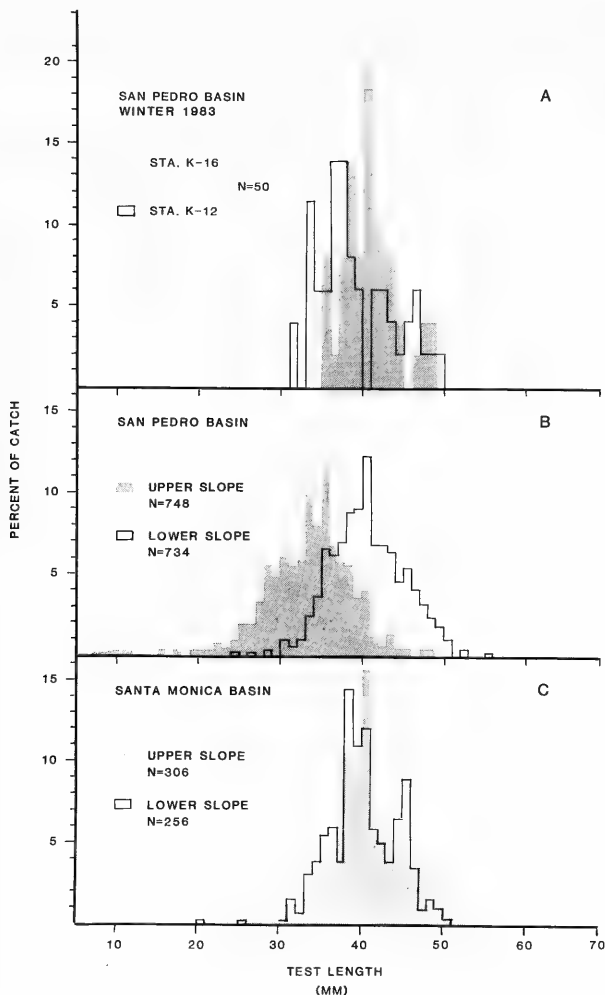 PERCENT OF CATCH
20
15
10
5
A
SAN PEDRO BASIN
WINTER 1983
STA. K-16
N=50
STA. K-12
15
10
5
B
SAN PEDRO BASIN
UPPER SLOPE
N=748
LOWER SLOPE
N=734
15
10
5
C
SANTA MONICA BASIN
UPPER SLOPE
N=306
LOWER SLOPE
N=256
10 20 30 40 50 60 70
TEST LENGTH
(MM)